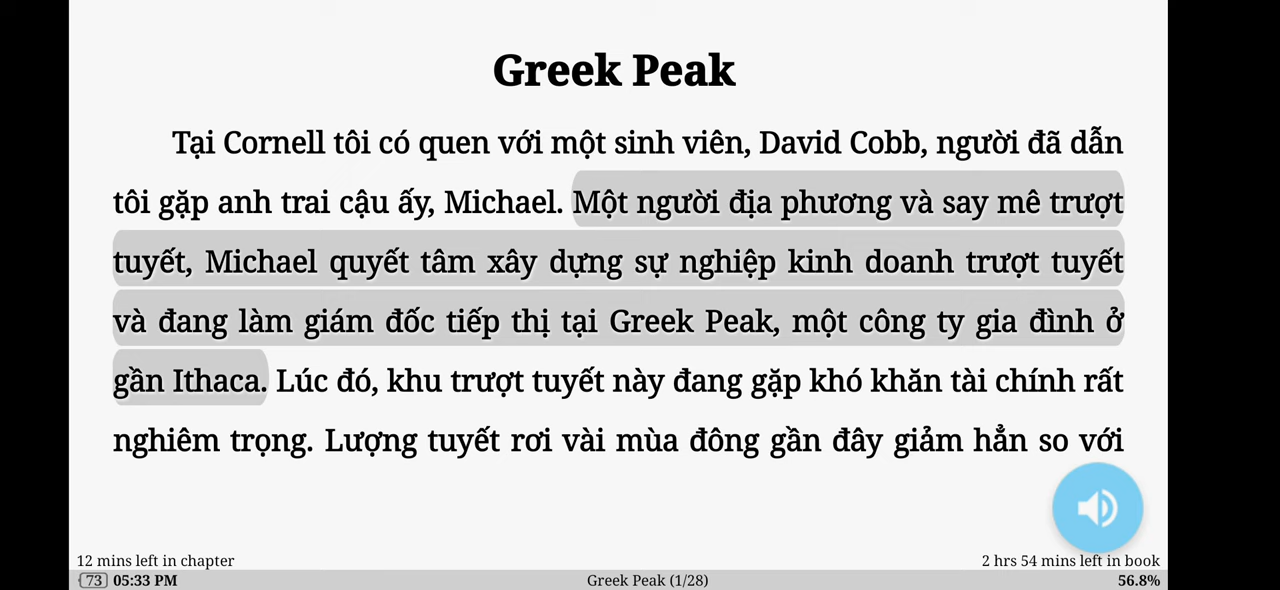 Greek Peak
Tại Cornell tôi có quen với một sinh viên, David Cobb, người đã dẫn
tôi gặp anh trai cậu ấy, Michael. Một người địa phương và say mê trượt
tuyết, Michael quyết tâm xây dựng sự nghiệp kinh doanh trượt tuyết
và đang làm giám đốc tiếp thị tại Greek Peak, một công ty gia đình ở
gần Ithaca. Lúc đó, khu trượt tuyết này đang gặp khó khăn tài chính rất
nghiêm trọng. Lượng tuyết rơi vài mùa đông gần đây giảm hẳn so với
12 mins left in chapter
2 hrs 54 mins left in book
73 05:33 PM
Greek Peak (1/28)
56.8%